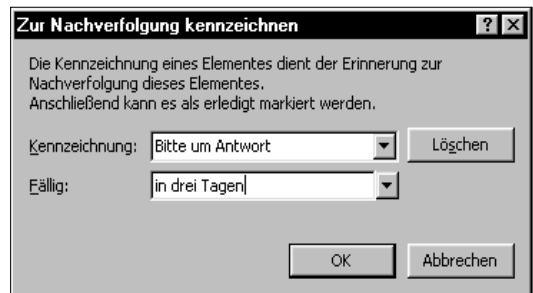 Zur Nachverfolgung kennzeichnen
Die Kennzeichnung eines Elementes dient der Erinnerung zur
Nachverfolgung dieses Elementes.
Anschließend kann es als erledigt markiert werden.
Kennzeichnung: Bitte um Antwort Löschen
Fällig: in drei Tagen
OK Abbrechen